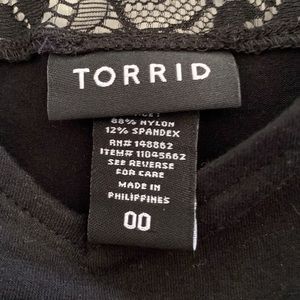 TORRID
88% NYLON
12% SPANDEX
RN# 148862
ITEM# 11045662
SEE REVERSE
FOR CARE
MADE IN
PHILIPPINES
00